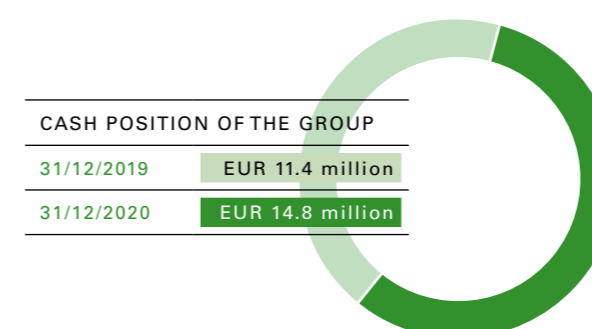 CASH POSITION OF THE GROUP
31/12/2019 EUR 11.4 million
31/12/2020 EUR 14.8 million